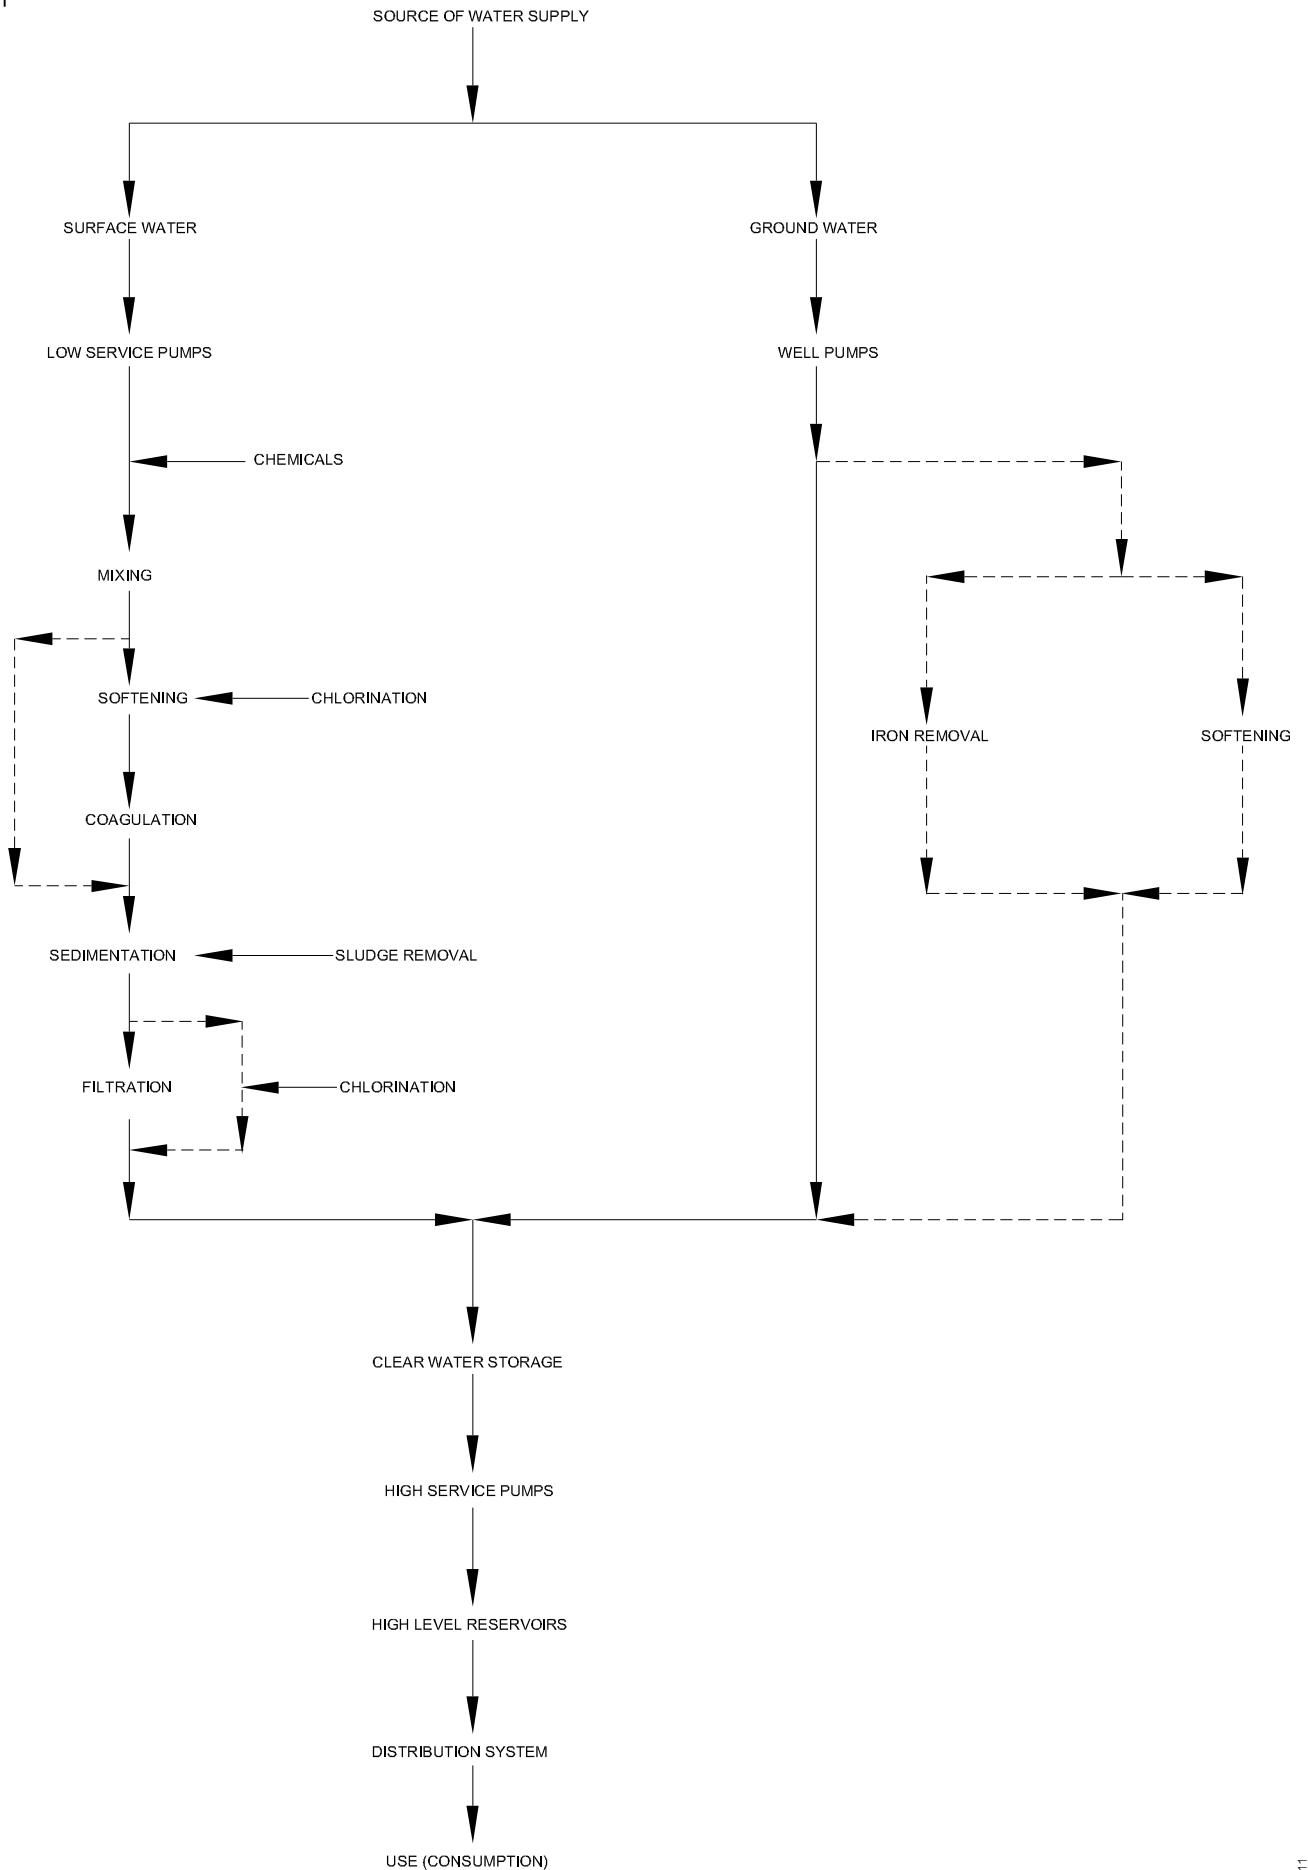 SOURCE OF WATER SUPPLY
SURFACE WATER
GROUND WATER
LOW SERVICE PUMPS
WELL PUMPS
CHEMICALS
MIXING
SOFTENING
CHLORINATION
IRON REMOVAL
SOFTENING
COAGULATION
SEDIMENTATION
SLUDGE REMOVAL
FILTRATION
CHLORINATION
CLEAR WATER STORAGE
HIGH SERVICE PUMPS
HIGH LEVEL RESERVOIRS
DISTRIBUTION SYSTEM
USE (CONSUMPTION)
11